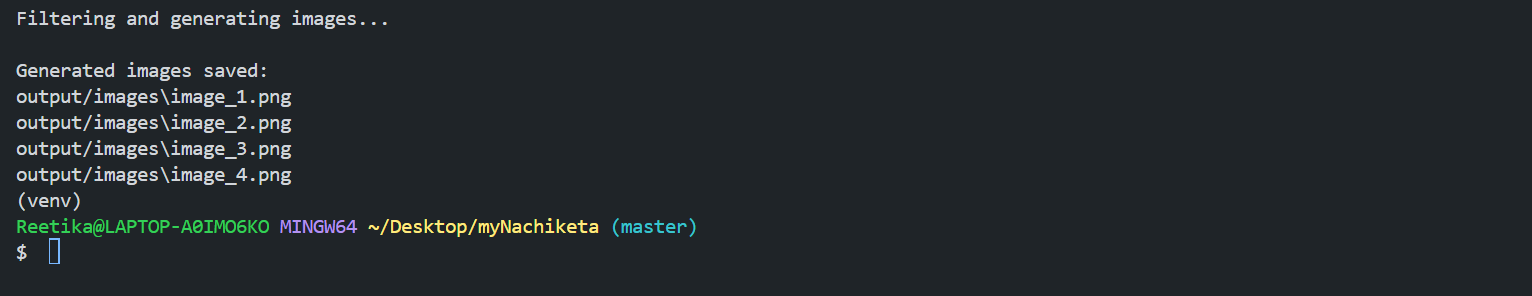 Filtering and generating images...
Generated images saved:
output/images\image_1.png
output/images\image_2.png
output/images\image_3.png
output/images\image_4.png
(venv)
Reetika@LAPTOP-A0IMO6KO MINGW64 ~/Desktop/myNachiketa (master)
$